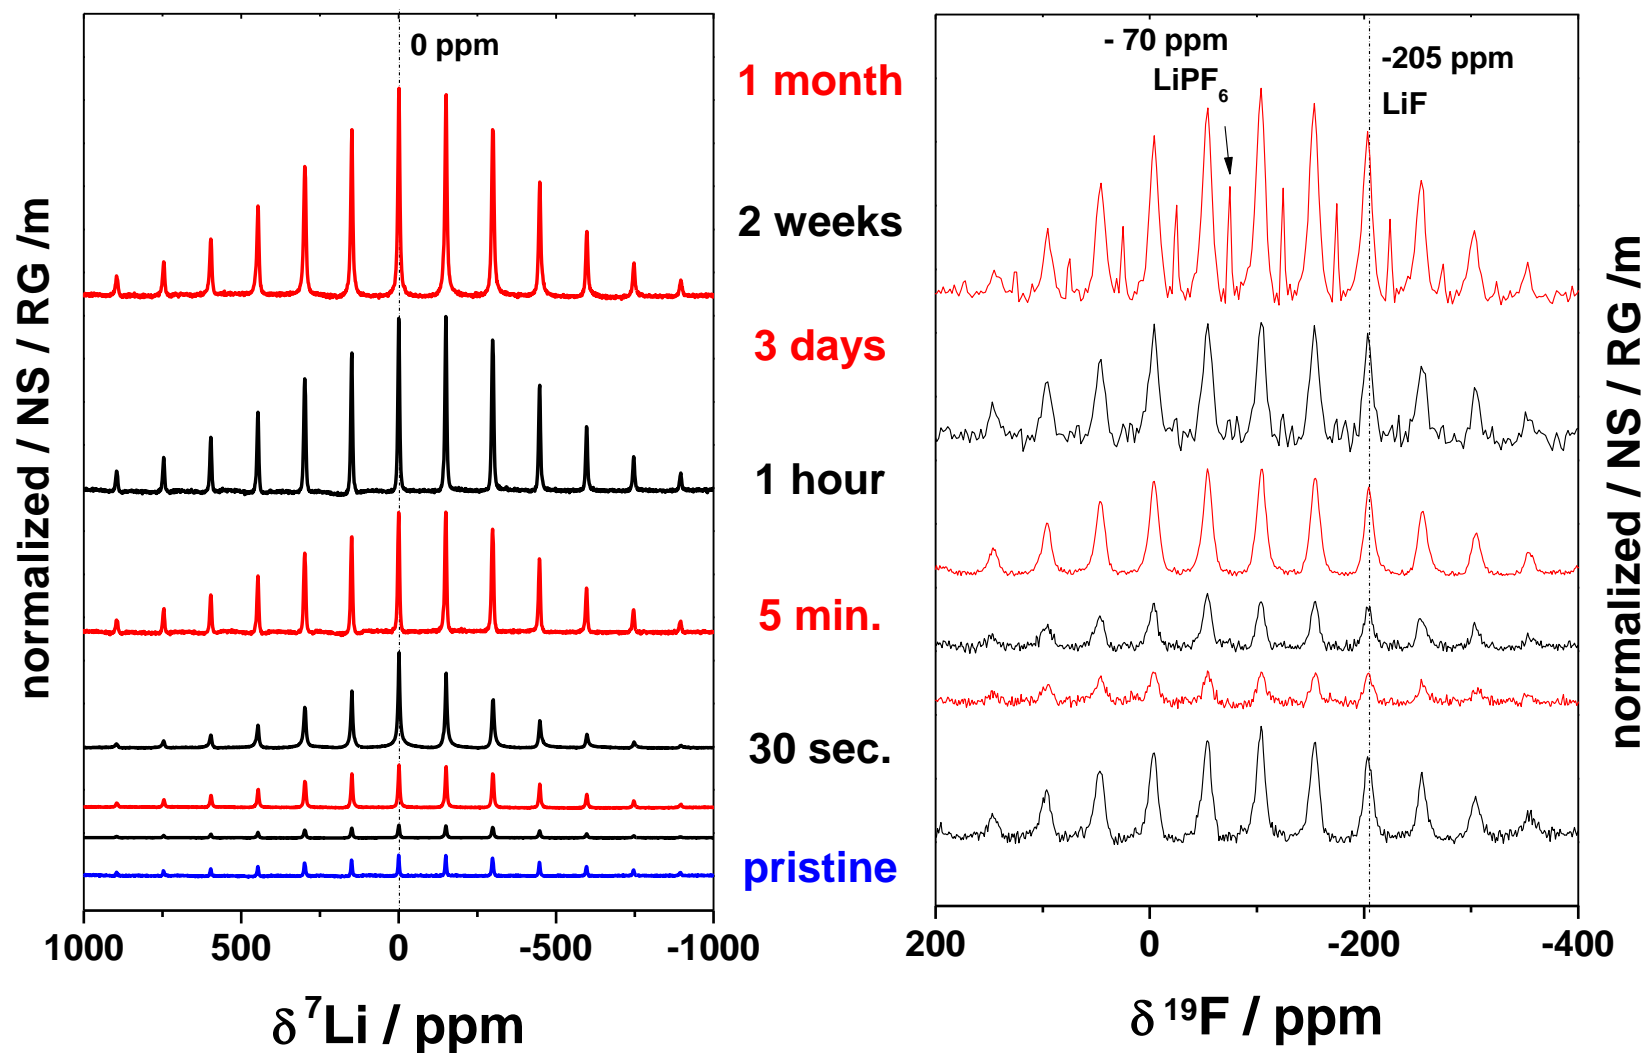 normalized / NS / RG /m
0 ppm
1000
500
0
-500
-1000
δ ⁷Li / ppm
1 month
2 weeks
3 days
1 hour
5 min.
30 sec.
pristine
- 70 ppm
LiPF₆
-205 ppm
LiF
200
0
-200
-400
δ ¹⁹F / ppm
normalized / NS / RG /m